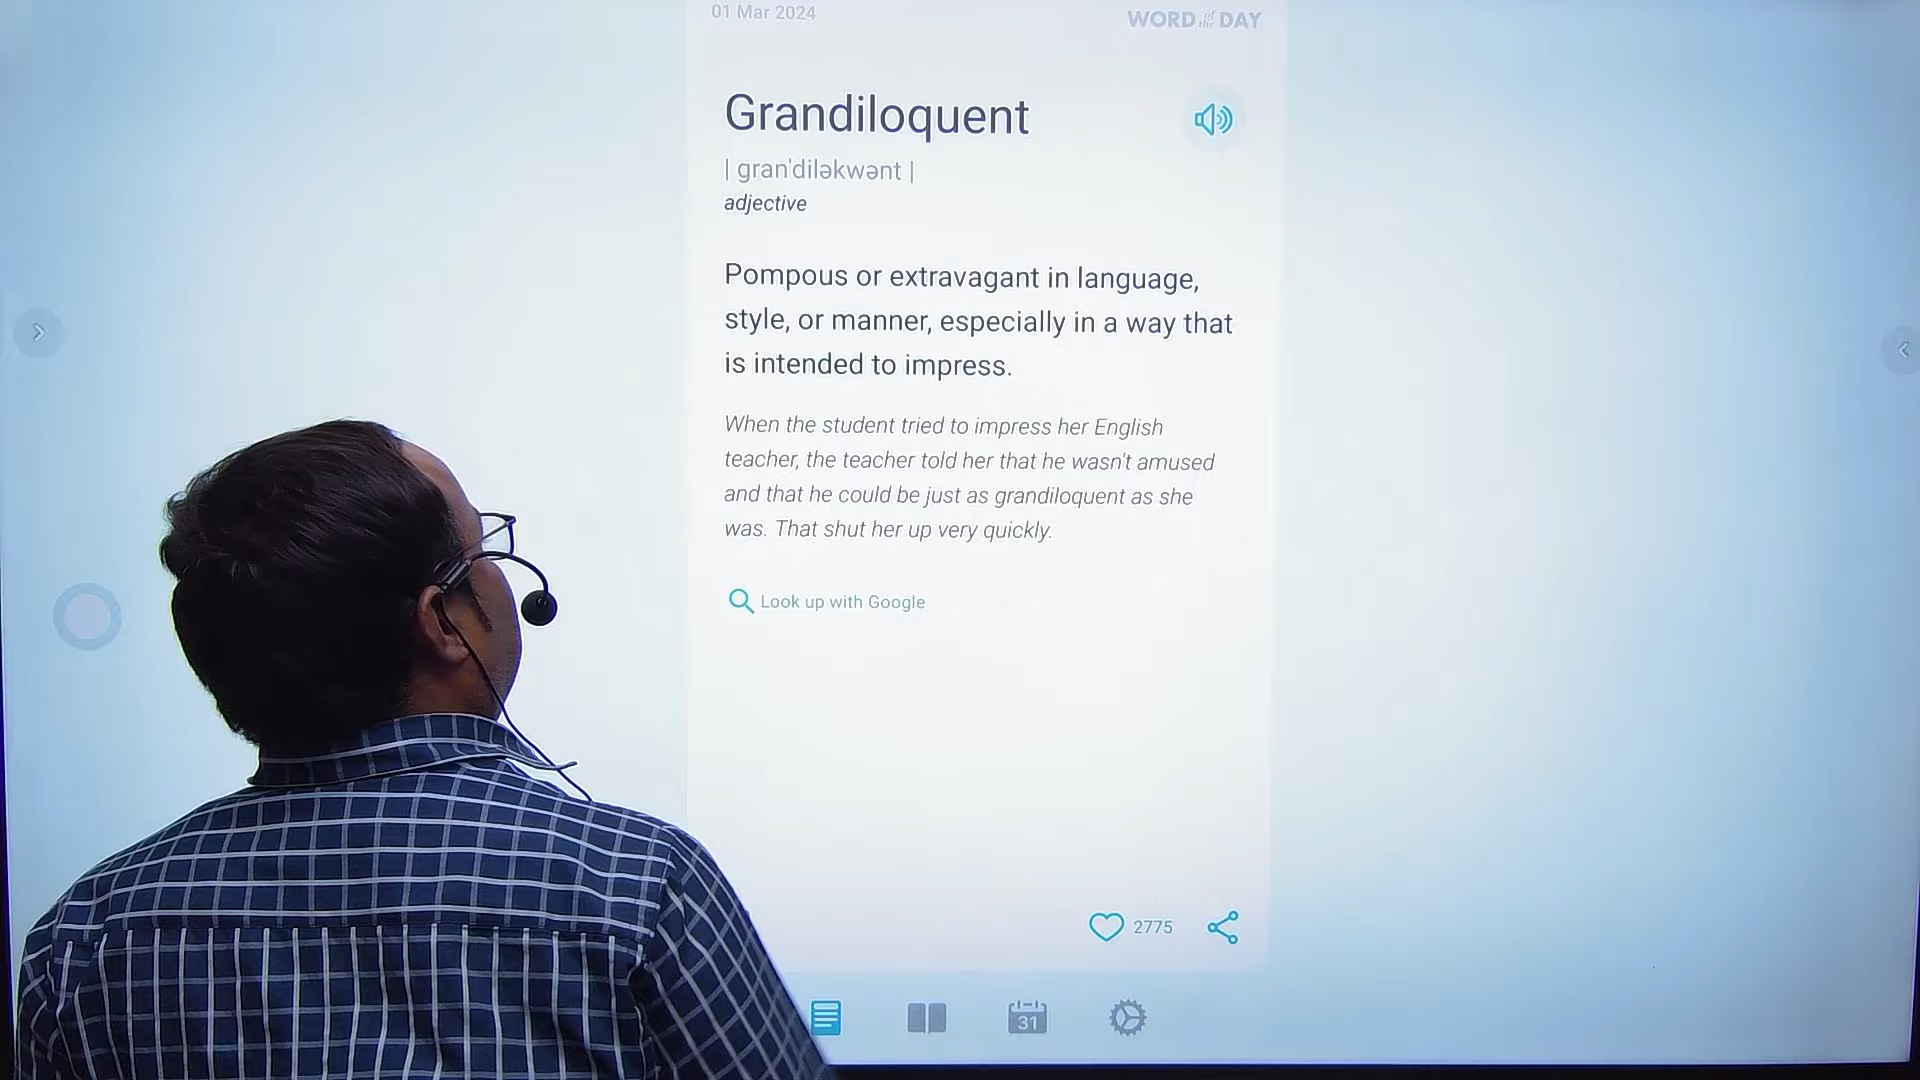 01 Mar 2024
WORD of the DAY
Grandiloquent
| ɡranˈdiləkwənt |
adjective
Pompous or extravagant in language,
style, or manner, especially in a way that
is intended to impress.
When the student tried to impress her English
teacher, the teacher told her that he wasn't amused
and that he could be just as grandiloquent as she
was. That shut her up very quickly.
Look up with Google
2775
31